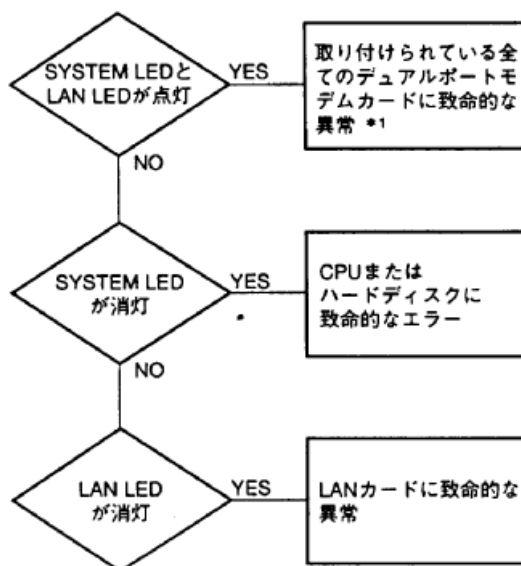 SYSTEM LEDと
LAN LEDが点灯
YES
取り付けられている全
てのデュアルポートモ
デムカードに致命的な
異常 *1
NO
SYSTEM LED
が消灯
YES
CPUまたは
ハードディスクに
致命的なエラー
NO
LAN LED
が消灯
YES
LANカードに致命的な
異常